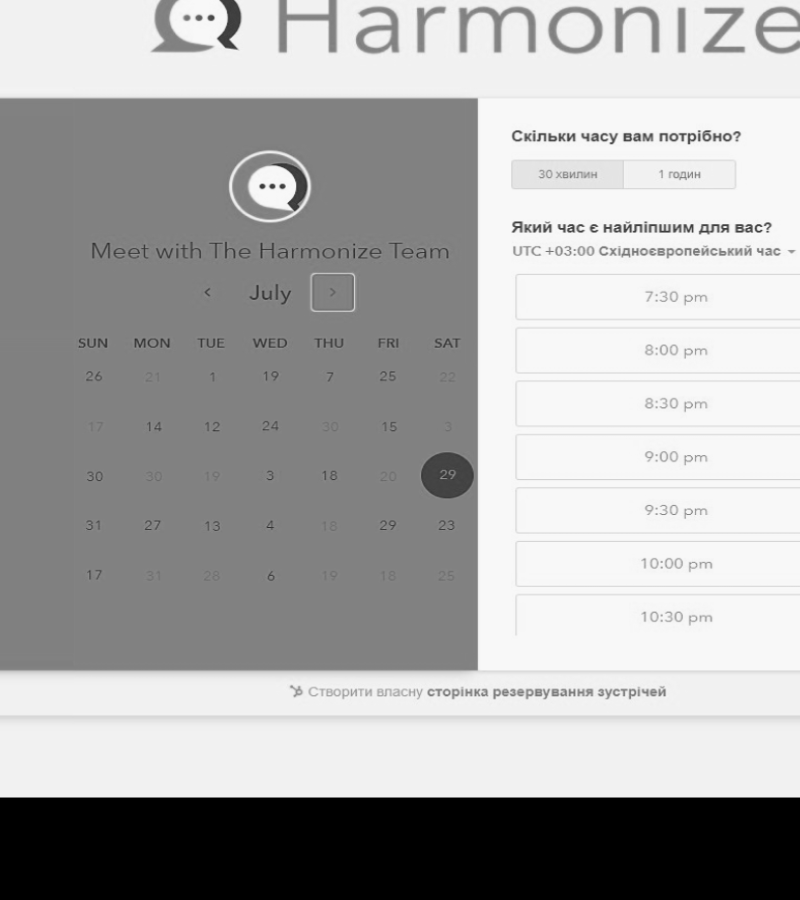 Harmonize
Meet with The Harmonize Team
July
SUN MON TUE WED THU FRI SAT
26 21 1 19 7 25 22
17 14 12 24 30 15 3
30 30 19 3 18 20 29
31 27 13 4 18 29 23
17 31 28 6 19 18 25
Скільки часу вам потрібно?
30 хвилин 1 годин
Який час є найліпшим для вас?
UTC +03:00 Східноєвропейський час
7:30 pm
8:00 pm
8:30 pm
9:00 pm
9:30 pm
10:00 pm
10:30 pm
Створити власну сторінка резервування зустрічей